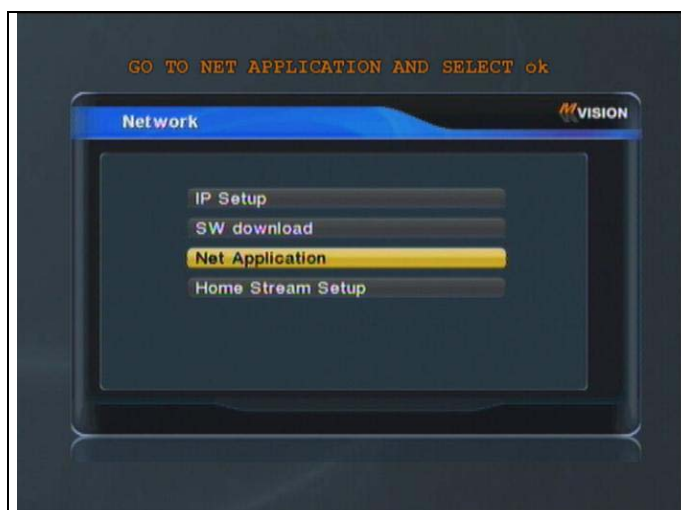 GO TO NET APPLICATION AND SELECT ok
Network
MVISION
IP Setup
SW download
Net Application
Home Stream Setup